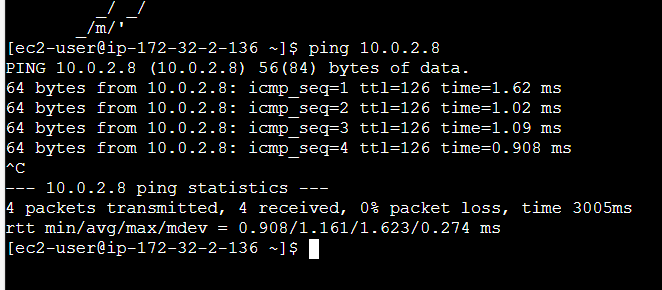 _/ _/
_/m/'
[ec2-user@ip-172-32-2-136 ~]$ ping 10.0.2.8
PING 10.0.2.8 (10.0.2.8) 56(84) bytes of data.
64 bytes from 10.0.2.8: icmp_seq=1 ttl=126 time=1.62 ms
64 bytes from 10.0.2.8: icmp_seq=2 ttl=126 time=1.02 ms
64 bytes from 10.0.2.8: icmp_seq=3 ttl=126 time=1.09 ms
64 bytes from 10.0.2.8: icmp_seq=4 ttl=126 time=0.908 ms
^C
--- 10.0.2.8 ping statistics ---
4 packets transmitted, 4 received, 0% packet loss, time 3005ms
rtt min/avg/max/mdev = 0.908/1.161/1.623/0.274 ms
[ec2-user@ip-172-32-2-136 ~]$